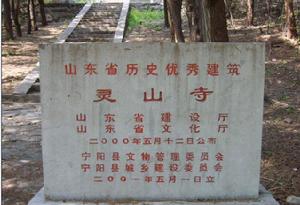 山东省历史优秀建筑
灵山寺
山东省建设厅
山东省文化厅
二〇〇〇年五月十二日公布
宁阳县文物管理委员会
宁阳县城乡建设委员会
二〇〇一年五月一日立